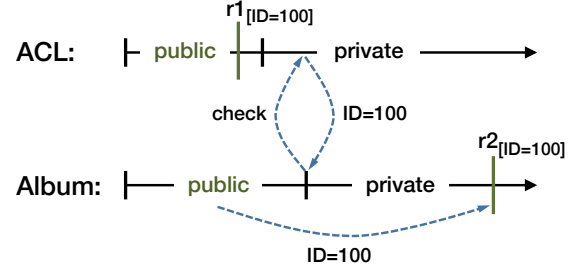 r1[ID=100]
ACL: public private
check ID=100
r2[ID=100]
Album: public private
ID=100